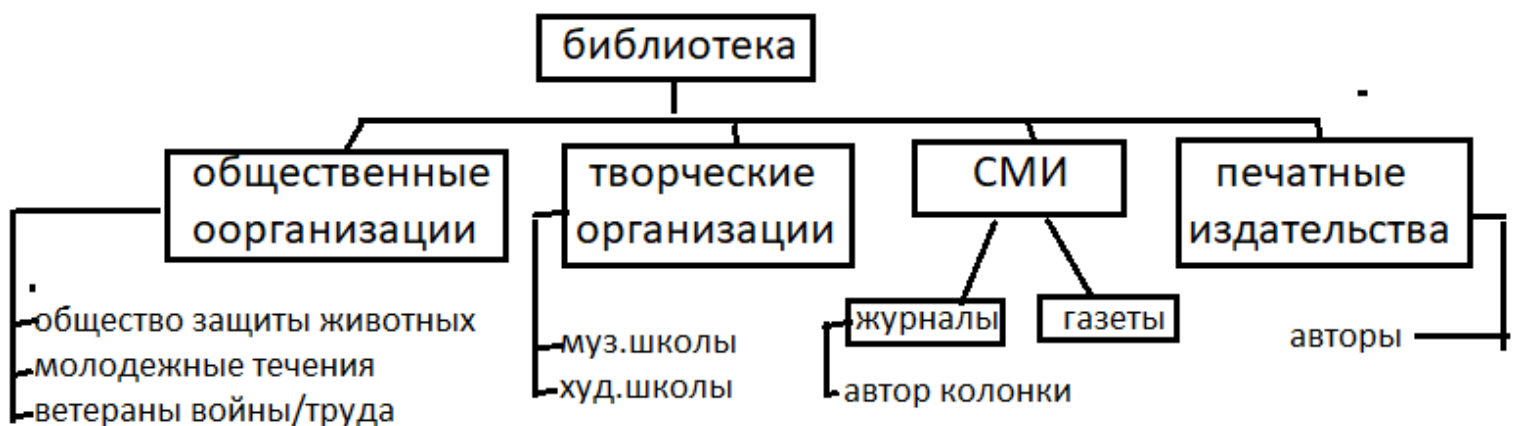 библиотека
общественные
оорганизации
творческие
организации
СМИ
печатные
издательства
общество защиты животных
молодежные течения
ветераны войны/труда
муз.школы
худ.школы
журналы
газеты
автор колонки
авторы